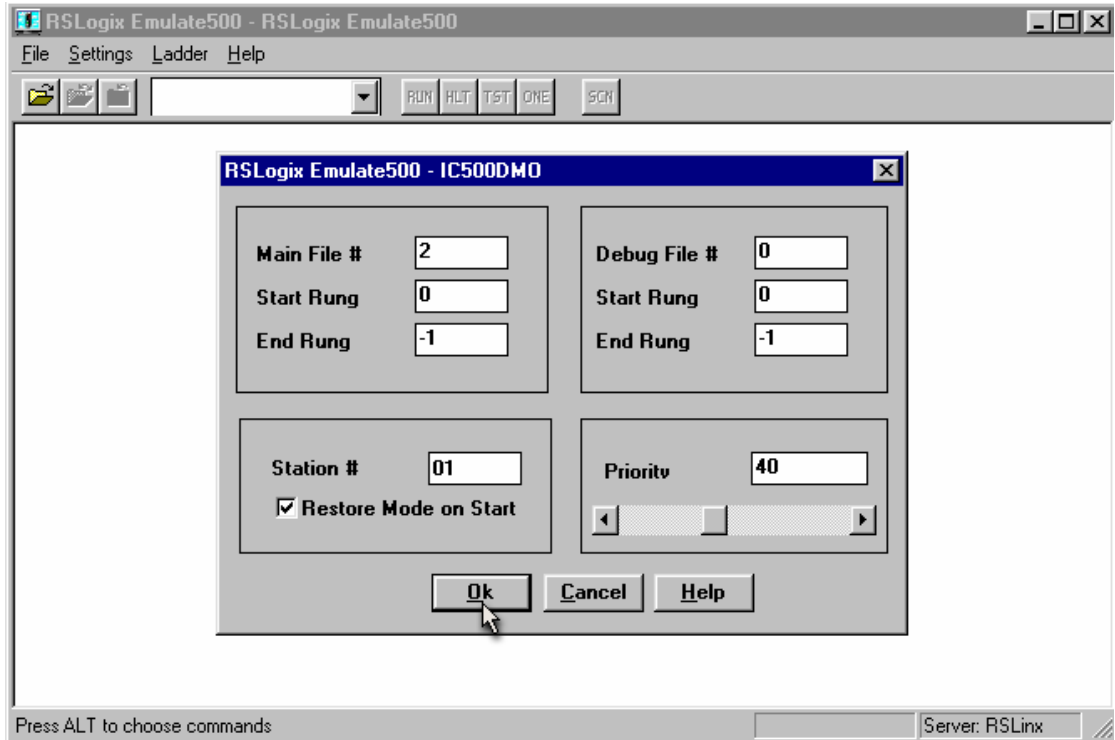 RSLogix Emulate500 - RSLogix Emulate500
File Settings Ladder Help
RUN HLT TST ONE SCN
RSLogix Emulate500 - IC500DMO
Main File # 2
Start Rung 0
End Rung -1
Debug File # 0
Start Rung 0
End Rung -1
Station # 01
Restore Mode on Start
Priority 40
Ok Cancel Help
Press ALT to choose commands
Server: RSLinx